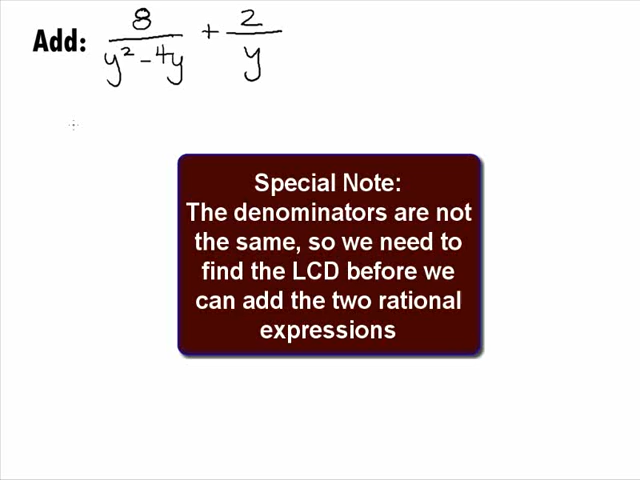 Add: 8/(y² - 4y) + 2/y
Special Note:
The denominators are not
the same, so we need to
find the LCD before we
can add the two rational
expressions